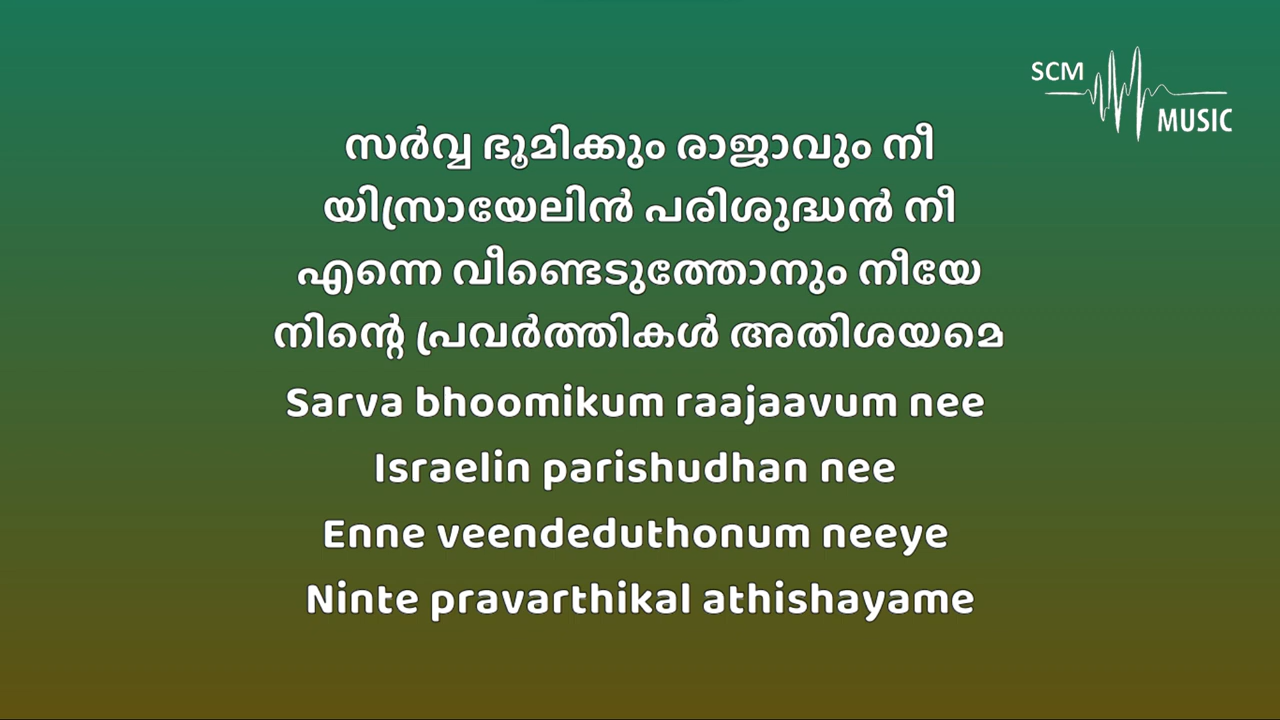 SCM
MUSIC
സർവ്വ ഭൂമിക്കും രാജാവും നീ
യിസ്രായേലിൻ പരിശുദ്ധൻ നീ
എന്നെ വീണ്ടെടുത്തോനും നീയേ
നിന്റെ പ്രവർത്തികൾ അതിശയമെ
Sarva bhoomikum raajaavum nee
Israelin parishudhan nee
Enne veendeduthonum neeye
Ninte pravarthikal athishayame